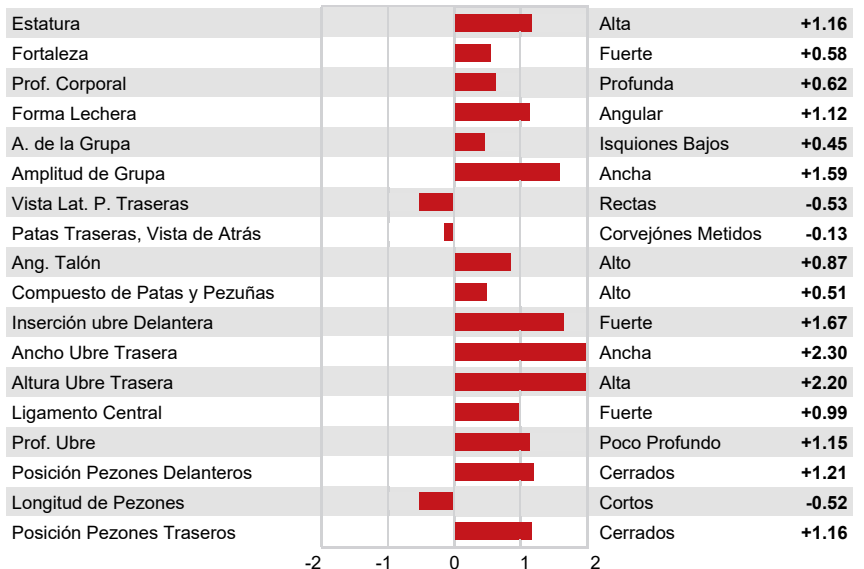 Estatura Alta +1.16
Fortaleza Fuerte +0.58
Prof. Corporal Profunda +0.62
Forma Lechera Angular +1.12
A. de la Grupa Isquiones Bajos +0.45
Amplitud de Grupa Ancha +1.59
Vista Lat. P. Traseras Rectas -0.53
Patas Traseras, Vista de Atrás Corvejónes Metidos -0.13
Ang. Talón Alto +0.87
Compuesto de Patas y Pezuñas Alto +0.51
Inserción ubre Delantera Fuerte +1.67
Ancho Ubre Trasera Ancha +2.30
Altura Ubre Trasera Alta +2.20
Ligamento Central Fuerte +0.99
Prof. Ubre Poco Profundo +1.15
Posición Pezones Delanteros Cerrados +1.21
Longitud de Pezones Cortos -0.52
Posición Pezones Traseros Cerrados +1.16
-2 -1 0 1 2